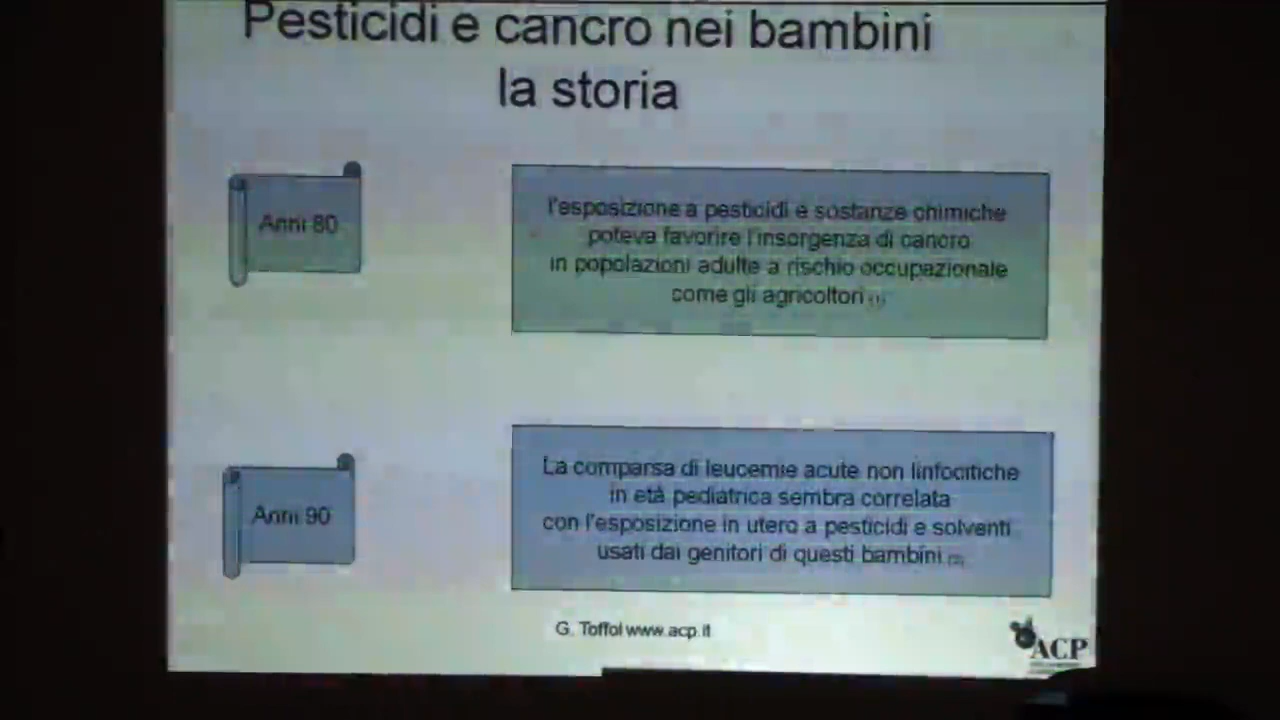 Pesticidi e cancro nei bambini
la storia
Anni 80
l'esposizione a pesticidi e sostanze chimiche
poteva favorire l'insorgenza di cancro
in popolazioni adulte a rischio occupazionale
come gli agricoltori (1)
Anni 90
La comparsa di leucemie acute non linfocitiche
in età pediatrica sembra correlata
con l'esposizione in utero a pesticidi e solventi
usati dai genitori di questi bambini (2)
G. Toffol www.acp.it
ACP